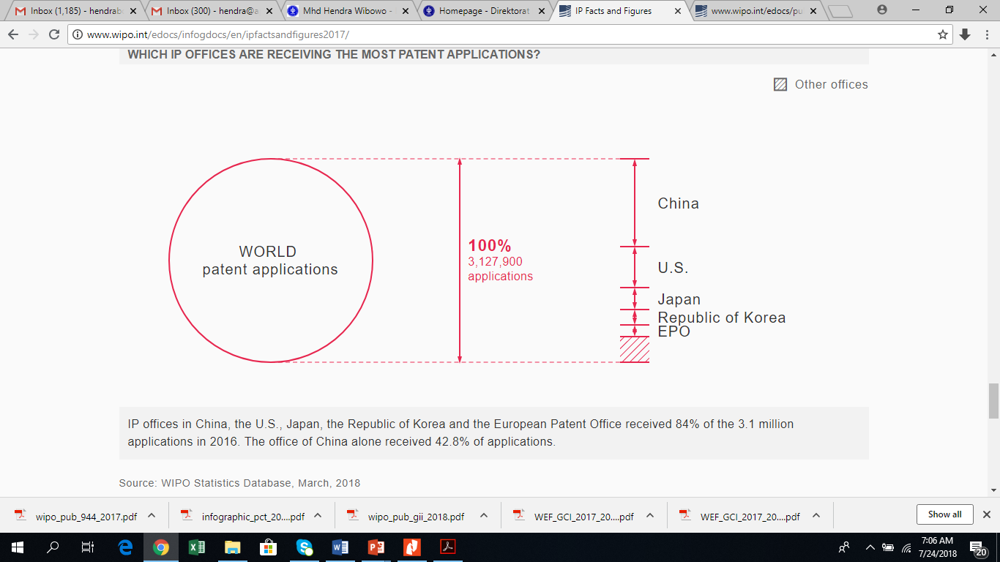 Inbox (1,185) - hendrab
Inbox (300) - hendra@a
Mhd Hendra Wibowo -
Homepage - Direktorat
IP Facts and Figures
www.wipo.int/edocs/pu
www.wipo.int/edocs/infogdocs/en/ipfactsandfigures2017/
WHICH IP OFFICES ARE RECEIVING THE MOST PATENT APPLICATIONS?
Other offices
WORLD
patent applications
100%
3,127,900
applications
China
U.S.
Japan
Republic of Korea
EPO
IP offices in China, the U.S., Japan, the Republic of Korea and the European Patent Office received 84% of the 3.1 million
applications in 2016. The office of China alone received 42.8% of applications.
Source: WIPO Statistics Database, March, 2018
wipo_pub_944_2017.pdf
infographic_pct_20....pdf
wipo_pub_gii_2018.pdf
WEF_GCI_2017_20....pdf
WEF_GCI_2017_20....pdf
Show all
7:06 AM
7/24/2018
20